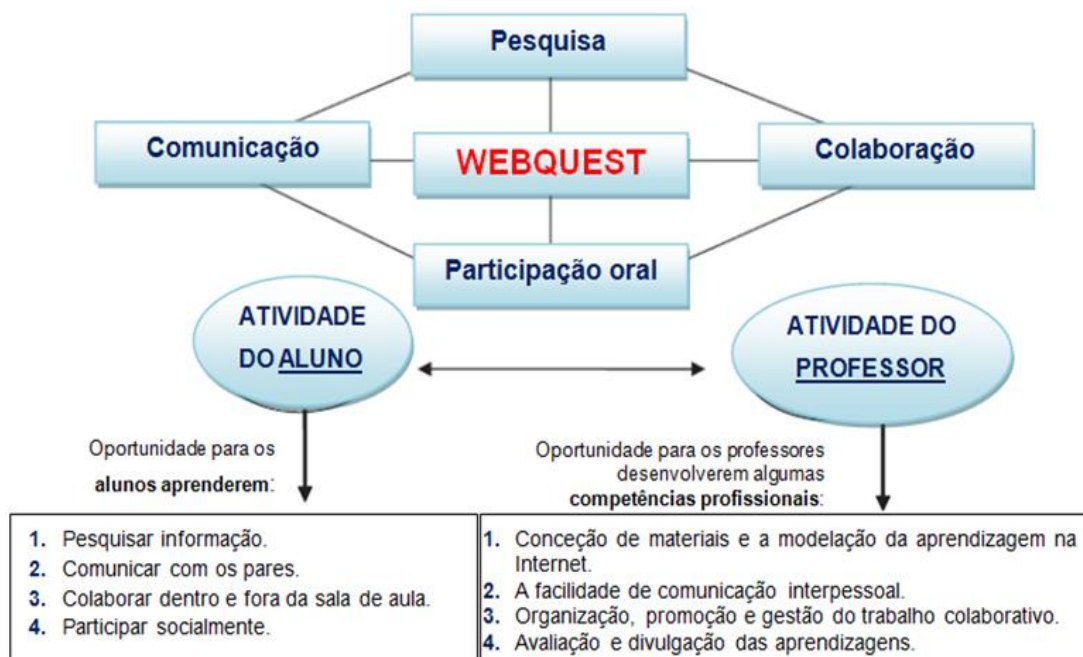 Pesquisa
Comunicação
WEBQUEST
Colaboração
Participação oral
ATIVIDADE
DO ALUNO
ATIVIDADE DO
PROFESSOR
Oportunidade para os
alunos aprenderem:
Oportunidade para os professores
desenvolverem algumas
competências profissionais:
1. Pesquisar informação.
2. Comunicar com os pares.
3. Colaborar dentro e fora da sala de aula.
4. Participar socialmente.
1. Conceção de materiais e a modelação da aprendizagem na
Internet.
2. A facilidade de comunicação interpessoal.
3. Organização, promoção e gestão do trabalho colaborativo.
4. Avaliação e divulgação das aprendizagens.